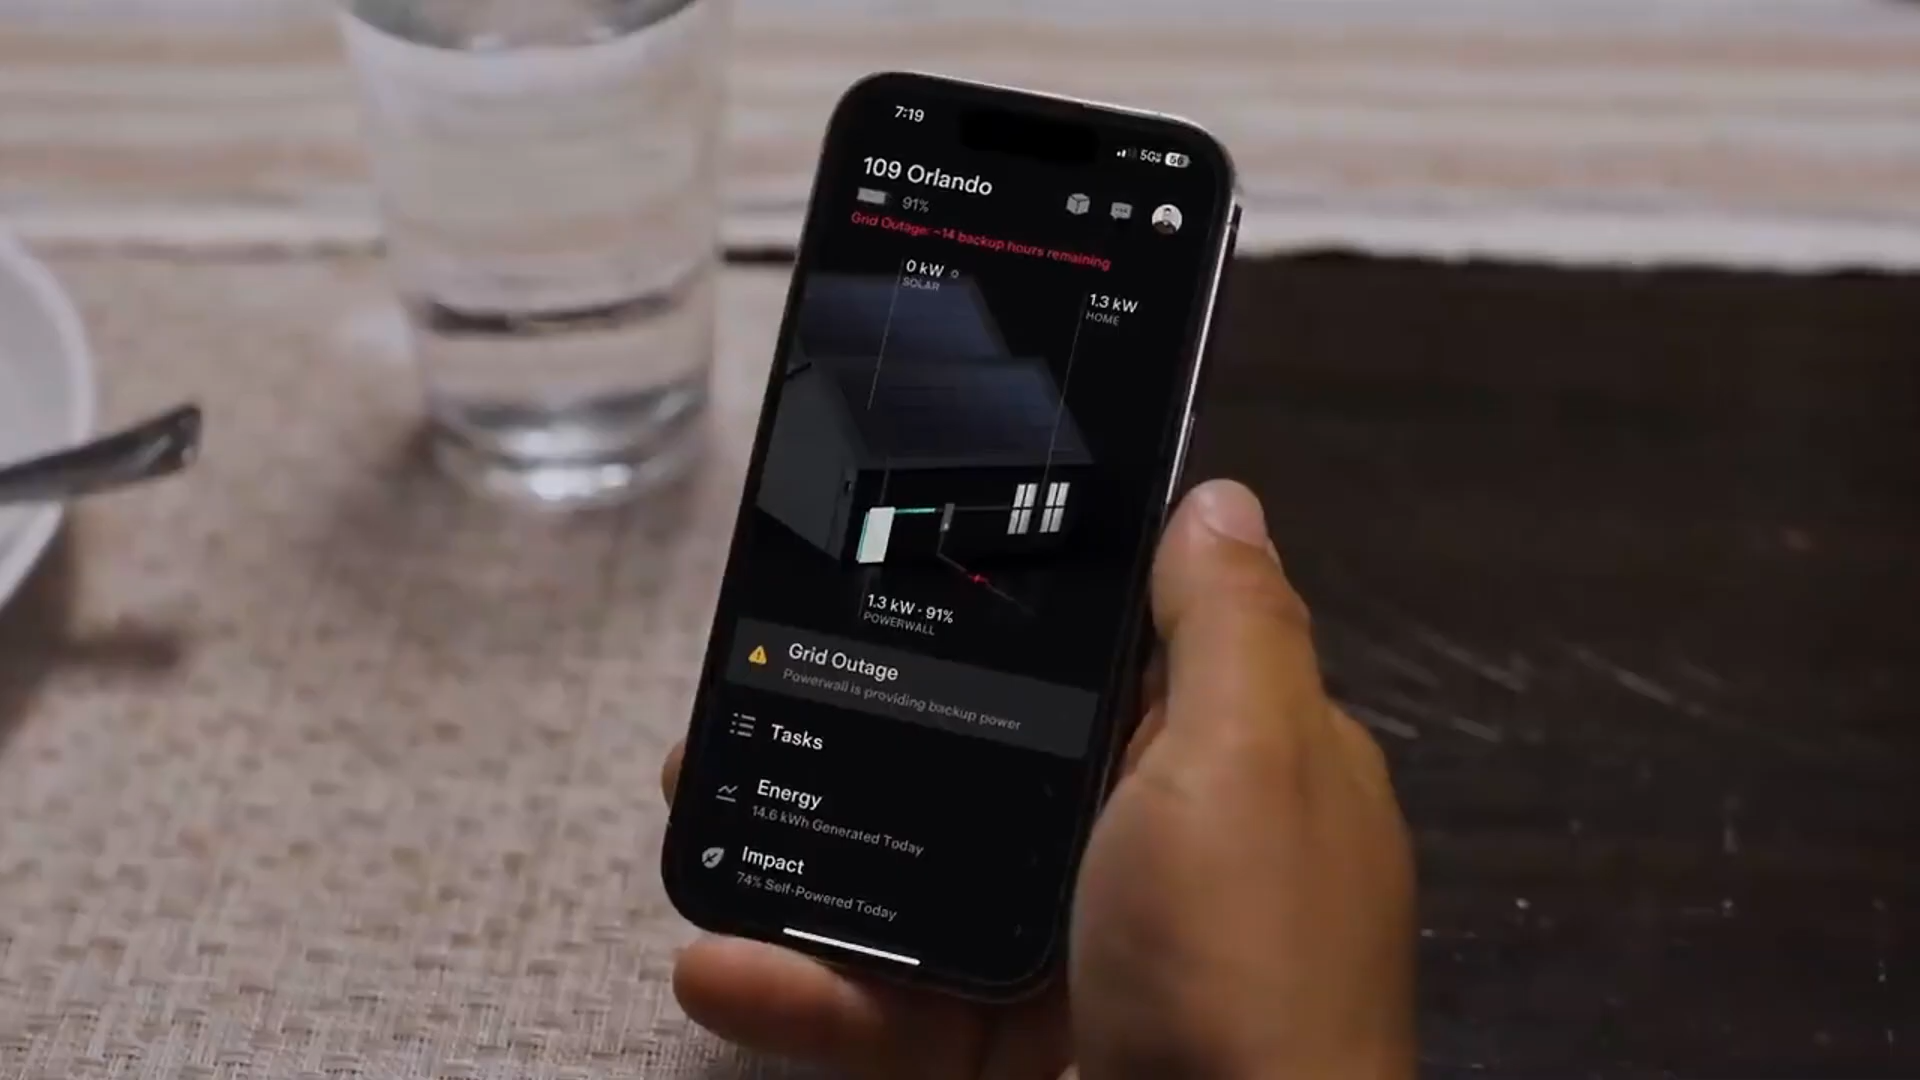 7:19
5G
109 Orlando
91%
Grid Outage: ~14 backup hours remaining
0 kW
SOLAR
1.3 kW
HOME
1.3 kW · 91%
POWERWALL
Grid Outage
Powerwall is providing backup power
Tasks
Energy
14.6 kWh Generated Today
Impact
74% Self-Powered Today